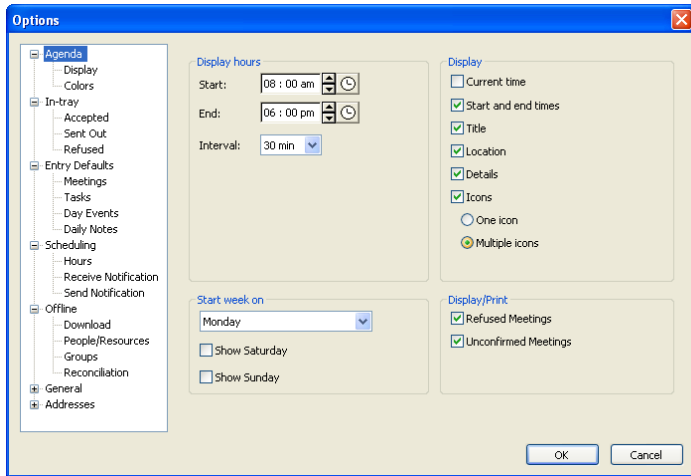 Options
Agenda
Display
Colors
In-tray
Accepted
Sent Out
Refused
Entry Defaults
Meetings
Tasks
Day Events
Daily Notes
Scheduling
Hours
Receive Notification
Send Notification
Offline
Download
People/Resources
Groups
Reconciliation
General
Addresses
Display hours
Start: 08 : 00 am
End: 06 : 00 pm
Interval: 30 min
Display
Current time
Start and end times
Title
Location
Details
Icons
One icon
Multiple icons
Start week on
Monday
Show Saturday
Show Sunday
Display/Print
Refused Meetings
Unconfirmed Meetings
OK Cancel